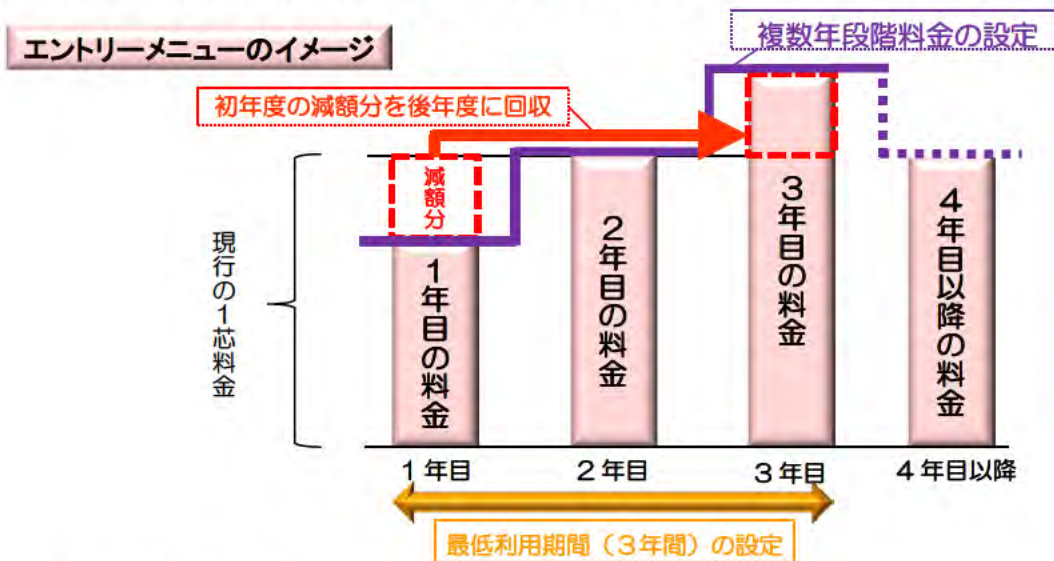 複数年段階料金の設定
エントリーメニューのイメージ
初年度の減額分を後年度に回収
減額分
現行の1芯料金
1年目の料金
2年目の料金
3年目の料金
4年目以降の料金
1年目
2年目
3年目
4年目以降
最低利用期間（3年間）の設定